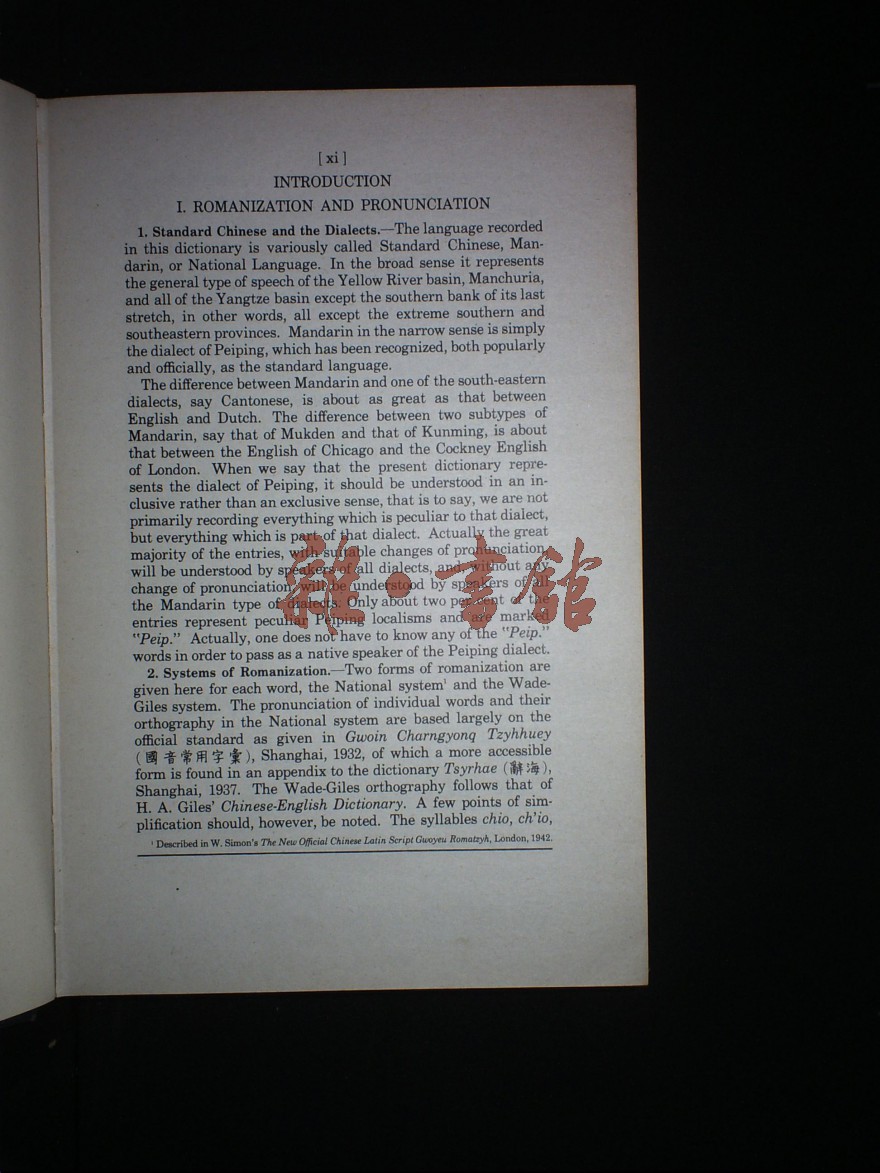 [ xi ]
INTRODUCTION
I. ROMANIZATION AND PRONUNCIATION
1. Standard Chinese and the Dialects.—The language recorded
in this dictionary is variously called Standard Chinese, Man-
darin, or National Language. In the broad sense it represents
the general type of speech of the Yellow River basin, Manchuria,
and all of the Yangtze basin except the southern bank of its last
stretch, in other words, all except the extreme southern and
southeastern provinces. Mandarin in the narrow sense is simply
the dialect of Peiping, which has been recognized, both popularly
and officially, as the standard language.
The difference between Mandarin and one of the south-eastern
dialects, say Cantonese, is about as great as that between
English and Dutch. The difference between two subtypes of
Mandarin, say that of Mukden and that of Kunming, is about
that between the English of Chicago and the Cockney English
of London. When we say that the present dictionary repre-
sents the dialect of Peiping, it should be understood in an in-
clusive rather than an exclusive sense, that is to say, we are not
primarily recording everything which is peculiar to that dialect,
but everything which is part of that dialect. Actually the great
majority of the entries, with suitable changes of pronunciation,
will be understood by speakers of all dialects, and, without any
change of pronunciation, will be understood by speakers of all
the Mandarin type of dialects. Only about two per cent of the
entries represent peculiar Peiping localisms and are marked
"Peip." Actually, one does not have to know any of the "Peip."
words in order to pass as a native speaker of the Peiping dialect.
2. Systems of Romanization.—Two forms of romanization are
given here for each word, the National system¹ and the Wade-
Giles system. The pronunciation of individual words and their
orthography in the National system are based largely on the
official standard as given in Gwoin Charngyonq Tzyhhuey
(國音常用字彙), Shanghai, 1932, of which a more accessible
form is found in an appendix to the dictionary Tsyrhae (辭海),
Shanghai, 1937. The Wade-Giles orthography follows that of
H. A. Giles' Chinese-English Dictionary. A few points of sim-
plification should, however, be noted. The syllables chio, ch'io,
¹ Described in W. Simon's The New Official Chinese Latin Script Gwoyeu Romatzyh, London, 1942.
雜·書館